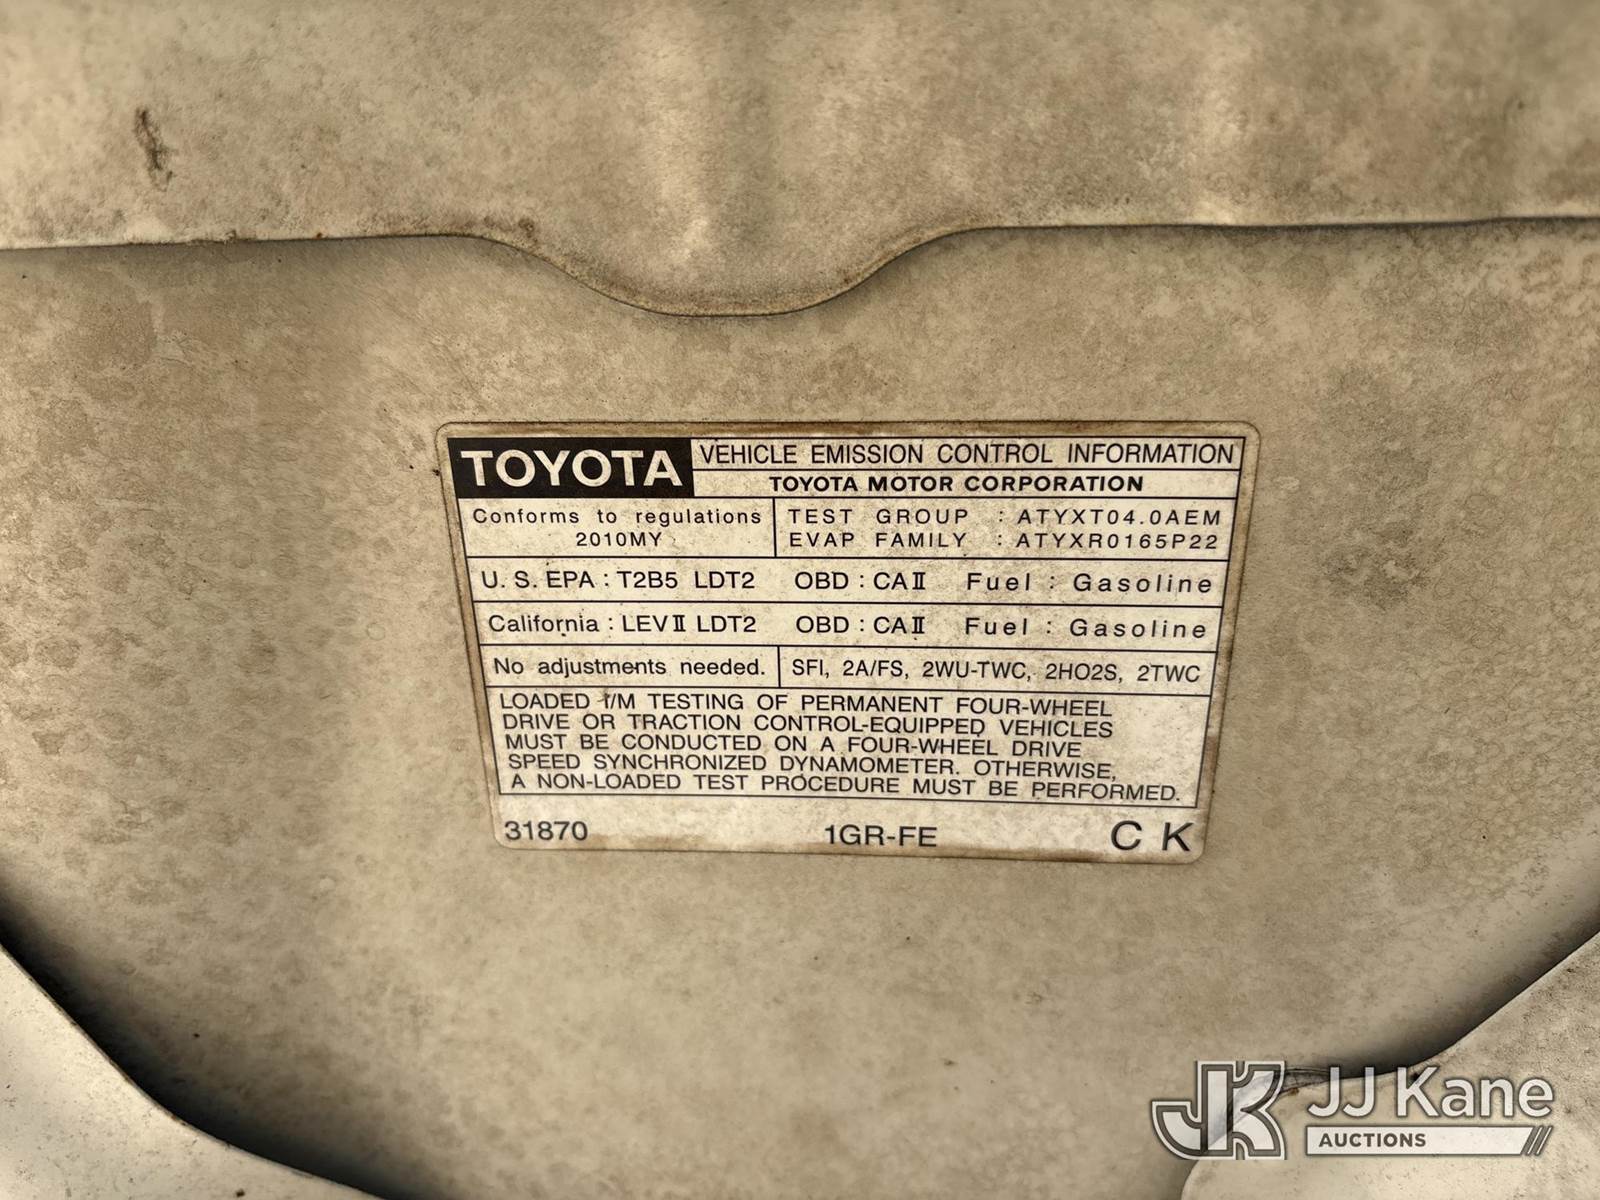 TOYOTA
VEHICLE EMISSION CONTROL INFORMATION
TOYOTA MOTOR CORPORATION
Conforms to regulations
2010MY
TEST GROUP : ATYXT04.0AEM
EVAP FAMILY : ATYXR0165P22
U.S. EPA : T2B5 LDT2 OBD : CAⅡ Fuel : Gasoline
California : LEVⅡ LDT2 OBD : CAⅡ Fuel : Gasoline
No adjustments needed.
SFI, 2A/FS, 2WU-TWC, 2HO2S, 2TWC
LOADED I/M TESTING OF PERMANENT FOUR-WHEEL
DRIVE OR TRACTION CONTROL-EQUIPPED VEHICLES
MUST BE CONDUCTED ON A FOUR-WHEEL DRIVE
SPEED SYNCHRONIZED DYNAMOMETER. OTHERWISE,
A NON-LOADED TEST PROCEDURE MUST BE PERFORMED.
31870 1GR-FE C K
JK JJ Kane
AUCTIONS